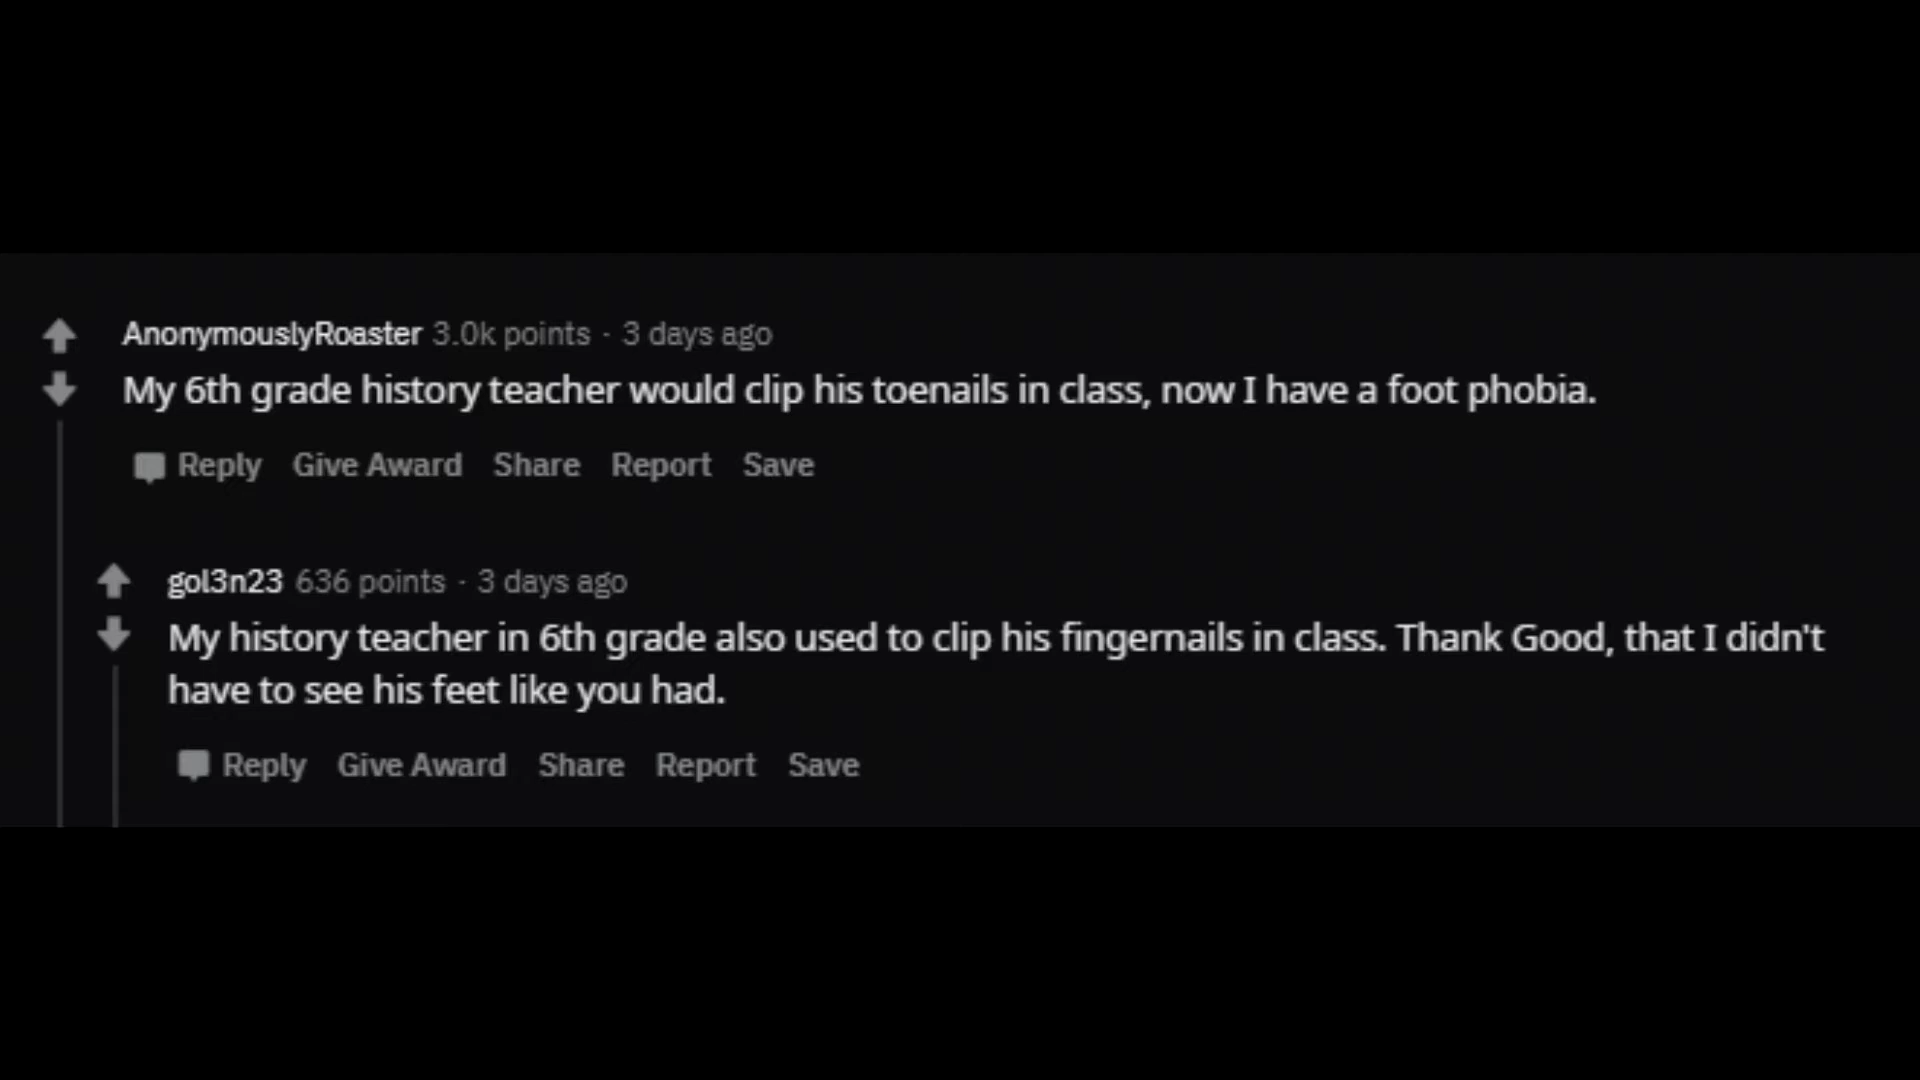 AnonymouslyRoaster 3.0k points · 3 days ago
My 6th grade history teacher would clip his toenails in class, now I have a foot phobia.
Reply Give Award Share Report Save
gol3n23 636 points · 3 days ago
My history teacher in 6th grade also used to clip his fingernails in class. Thank Good, that I didn't
have to see his feet like you had.
Reply Give Award Share Report Save